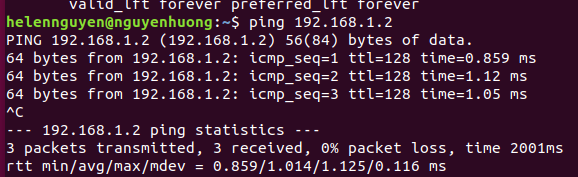 valid_lft forever preferred_lft forever
helennguyen@nguyenhuong:~$ ping 192.168.1.2
PING 192.168.1.2 (192.168.1.2) 56(84) bytes of data.
64 bytes from 192.168.1.2: icmp_seq=1 ttl=128 time=0.859 ms
64 bytes from 192.168.1.2: icmp_seq=2 ttl=128 time=1.12 ms
64 bytes from 192.168.1.2: icmp_seq=3 ttl=128 time=1.05 ms
^C
--- 192.168.1.2 ping statistics ---
3 packets transmitted, 3 received, 0% packet loss, time 2001ms
rtt min/avg/max/mdev = 0.859/1.014/1.125/0.116 ms